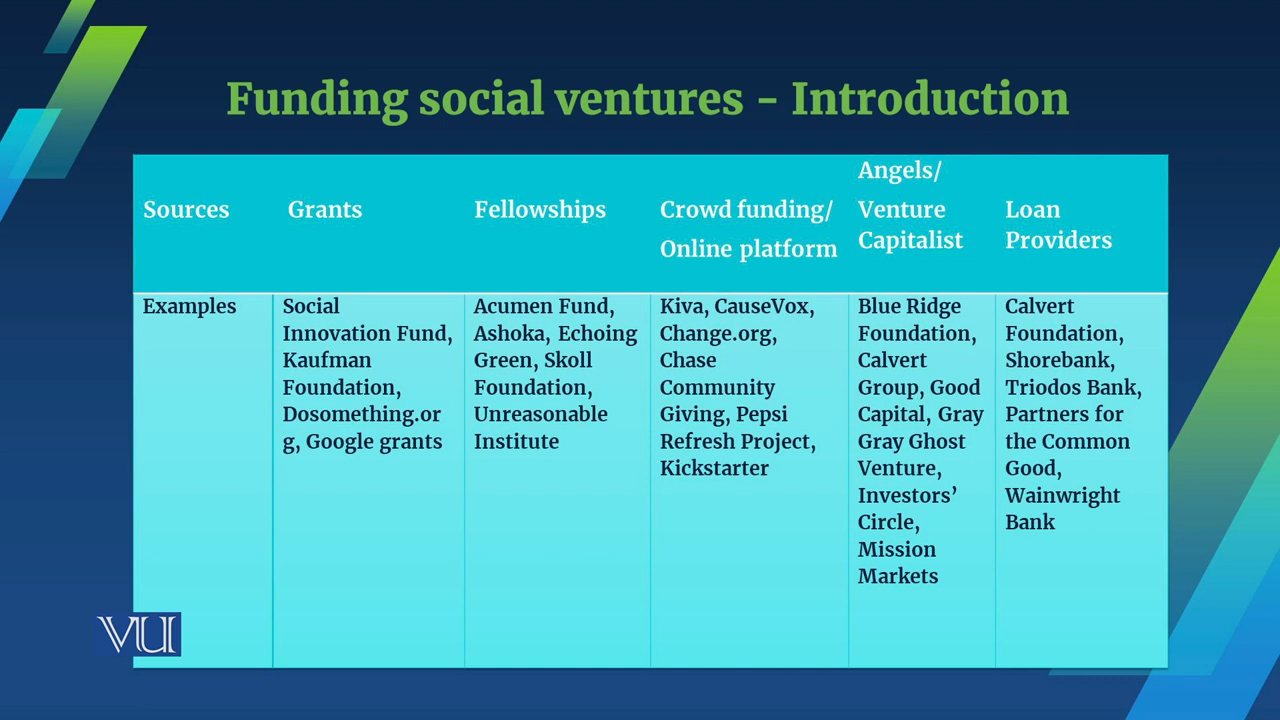 Funding social ventures - Introduction
Sources
Grants
Fellowships
Crowd funding/
Online platform
Angels/
Venture
Capitalist
Loan
Providers
Examples
Social
Innovation Fund,
Kaufman
Foundation,
Dosomething.or
g, Google grants
Acumen Fund,
Ashoka, Echoing
Green, Skoll
Foundation,
Unreasonable
Institute
Kiva, CauseVox,
Change.org,
Chase
Community
Giving, Pepsi
Refresh Project,
Kickstarter
Blue Ridge
Foundation,
Calvert
Group, Good
Capital, Gray
Gray Ghost
Venture,
Investors’
Circle,
Mission
Markets
Calvert
Foundation,
Shorebank,
Triodos Bank,
Partners for
the Common
Good,
Wainwright
Bank
VU